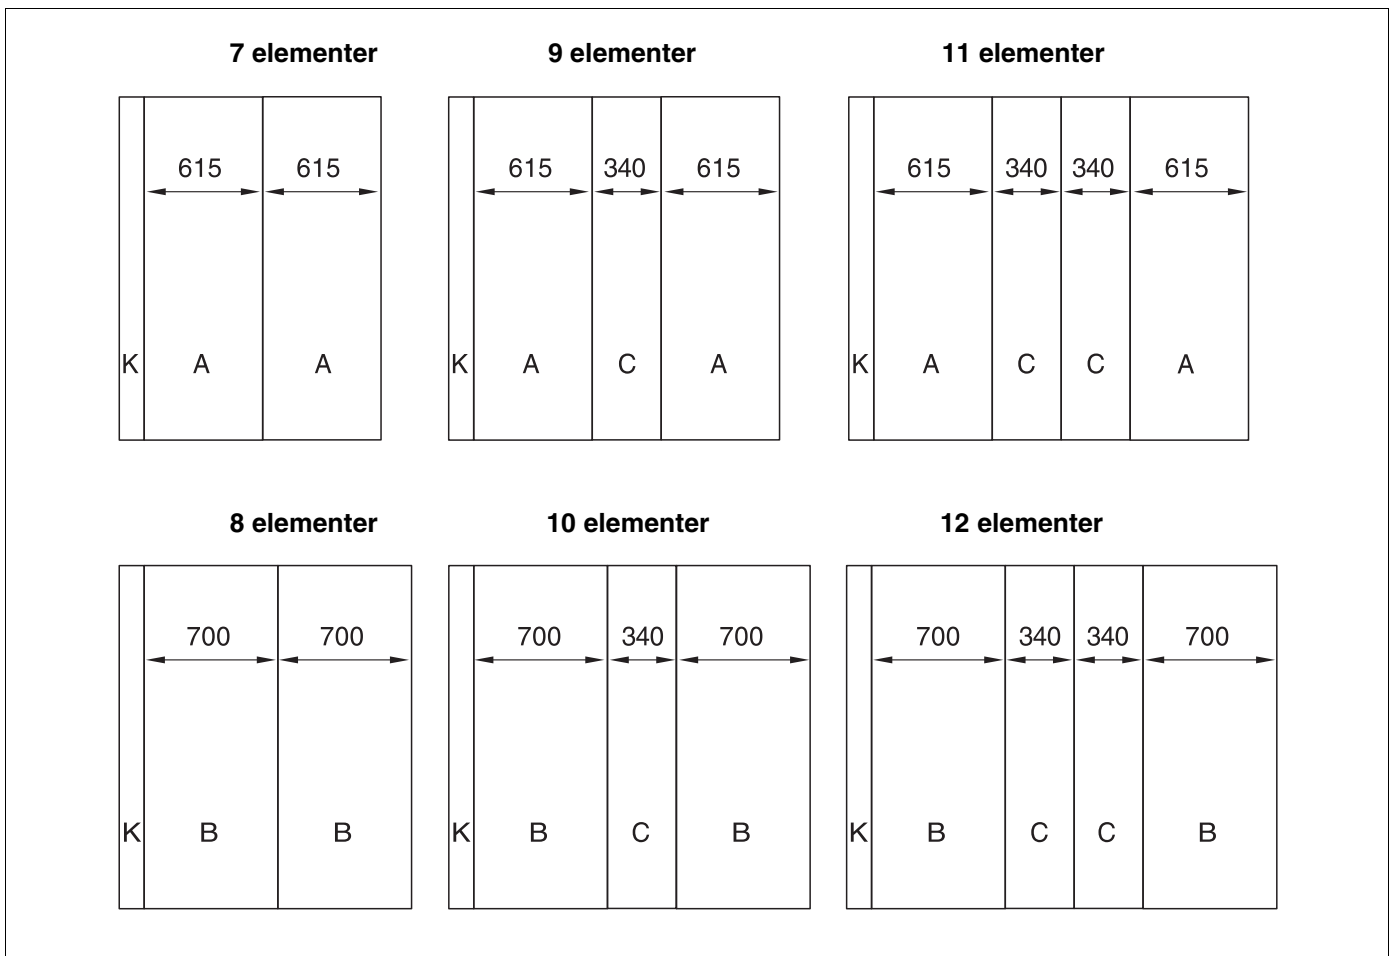 7 elementer 9 elementer 11 elementer
615 615 615 340 615 615 340 340 615
K A A K A C A K A C C A
8 elementer 10 elementer 12 elementer
700 700 700 340 700 700 340 340 700
K B B K B C B K B C C B